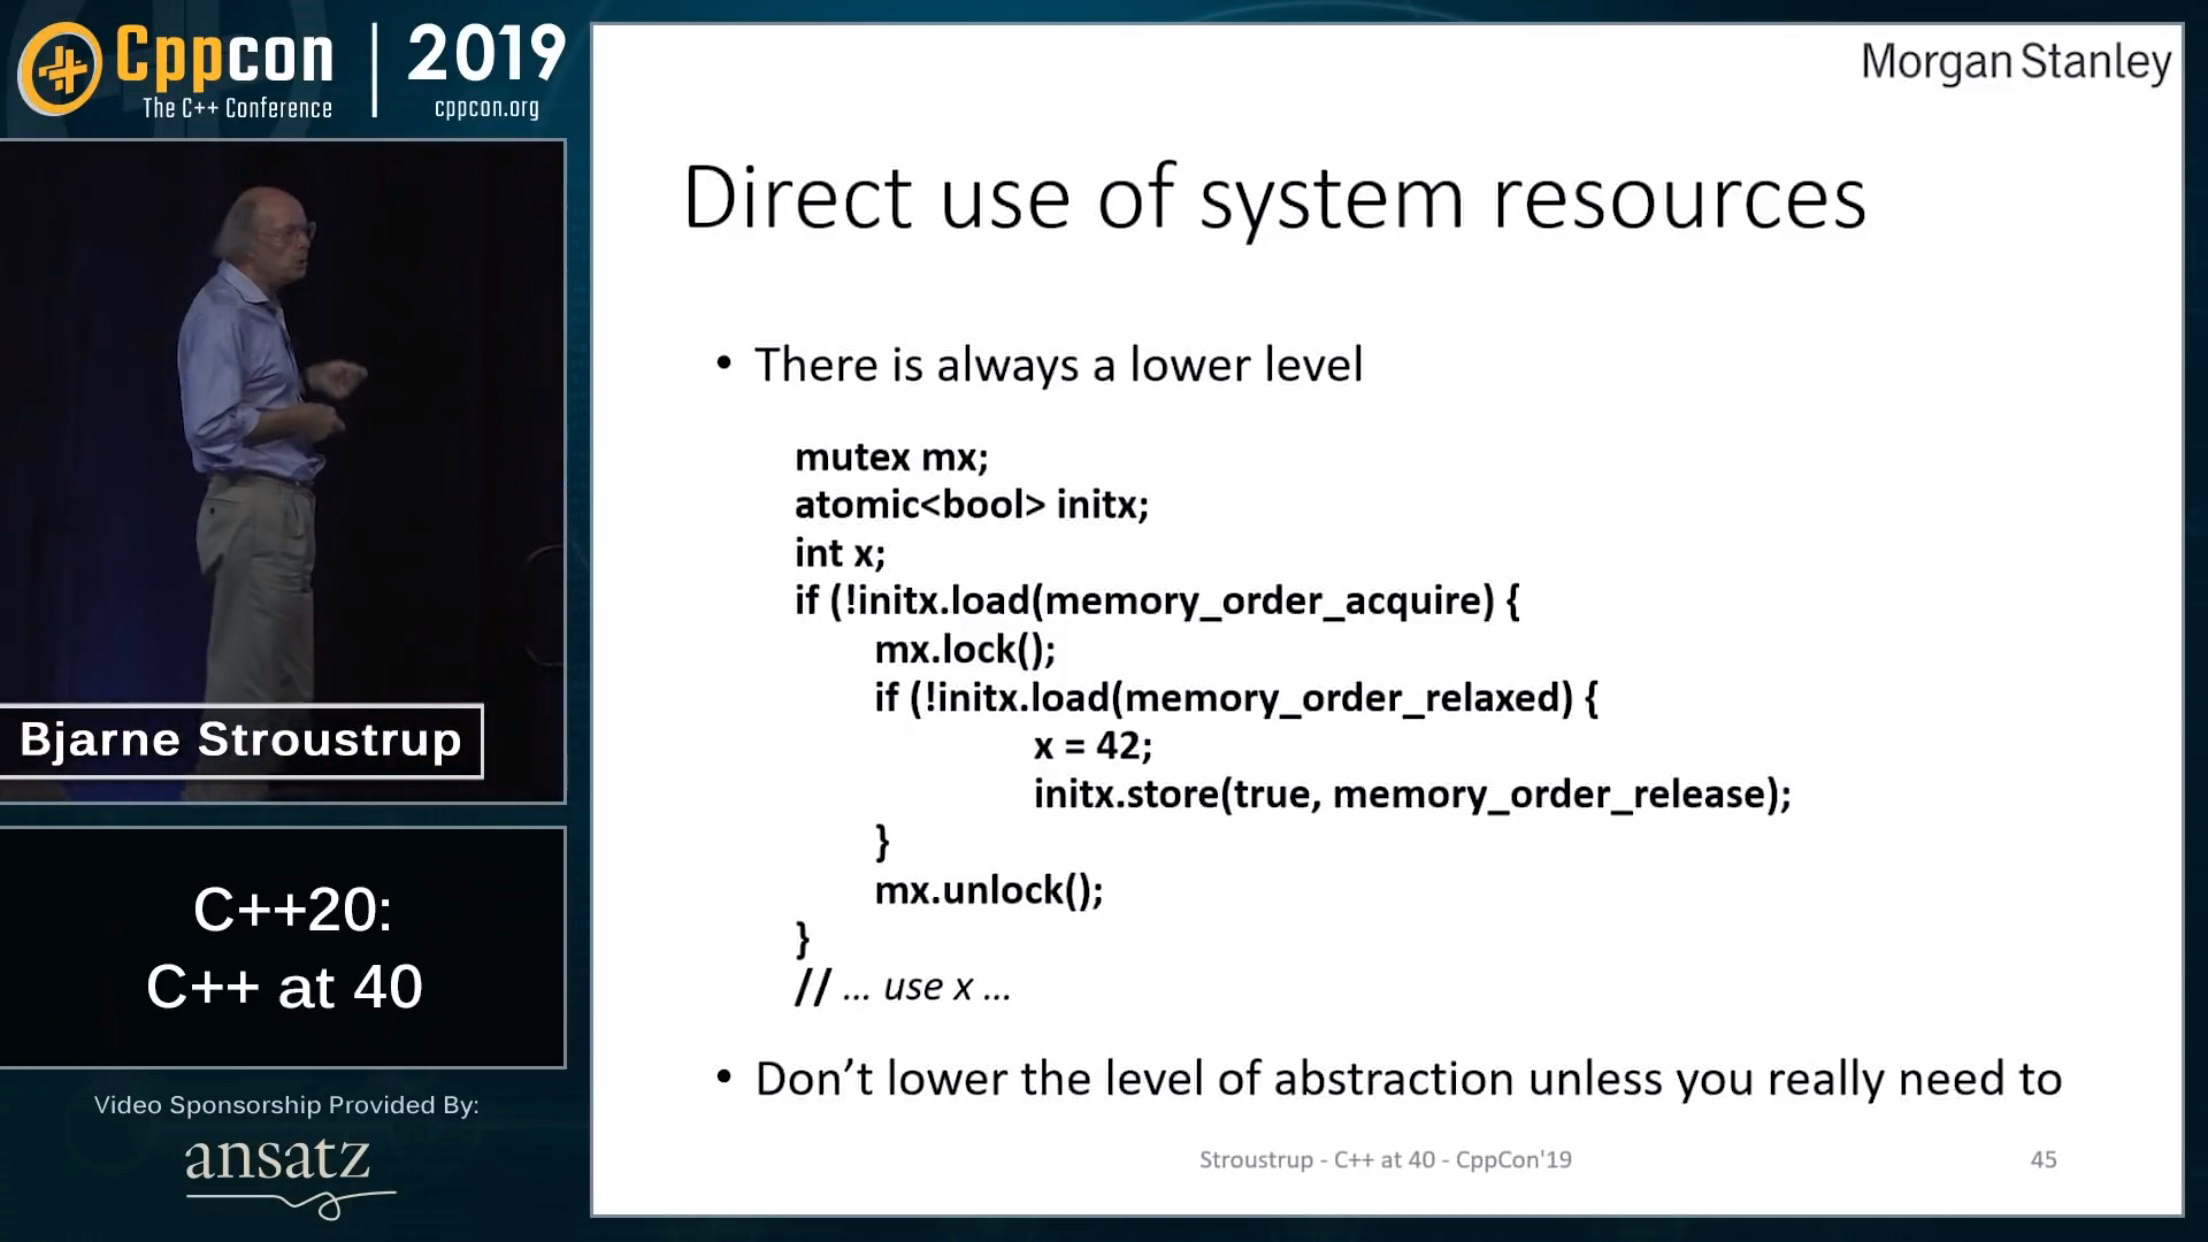 Cppcon
The C++ Conference
2019
cppcon.org
Morgan Stanley
Direct use of system resources
• There is always a lower level
mutex mx;
atomic<bool> initx;
int x;
if (!initx.load(memory_order_acquire) {
mx.lock();
if (!initx.load(memory_order_relaxed) {
x = 42;
initx.store(true, memory_order_release);
}
mx.unlock();
}
// ... use x ...
• Don't lower the level of abstraction unless you really need to
Stroustrup - C++ at 40 - CppCon'19
45
Bjarne Stroustrup
C++20:
C++ at 40
Video Sponsorship Provided By:
ansatz